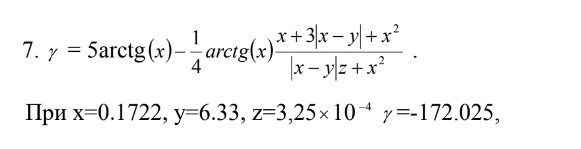 7. γ = 5arctg(x) – 1/4 arctg(x) (x + 3|x – y| + x²)/(|x – y|z + x²) .
При x=0.1722, y=6.33, z=3,25×10⁻⁴ γ=-172.025,